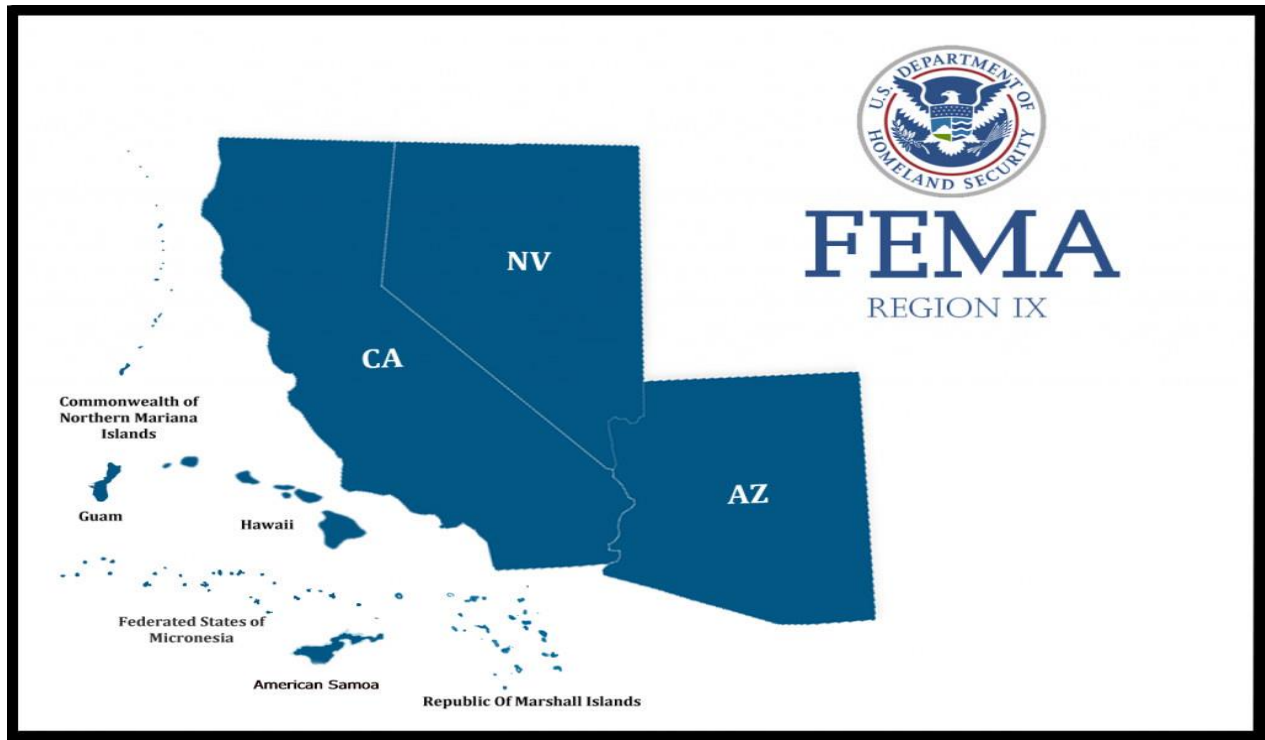 U.S. DEPARTMENT OF
HOMELAND SECURITY
FEMA
REGION IX
NV
CA
AZ
Commonwealth of
Northern Mariana
Islands
Guam
Hawaii
Federated States of
Micronesia
American Samoa
Republic Of Marshall Islands